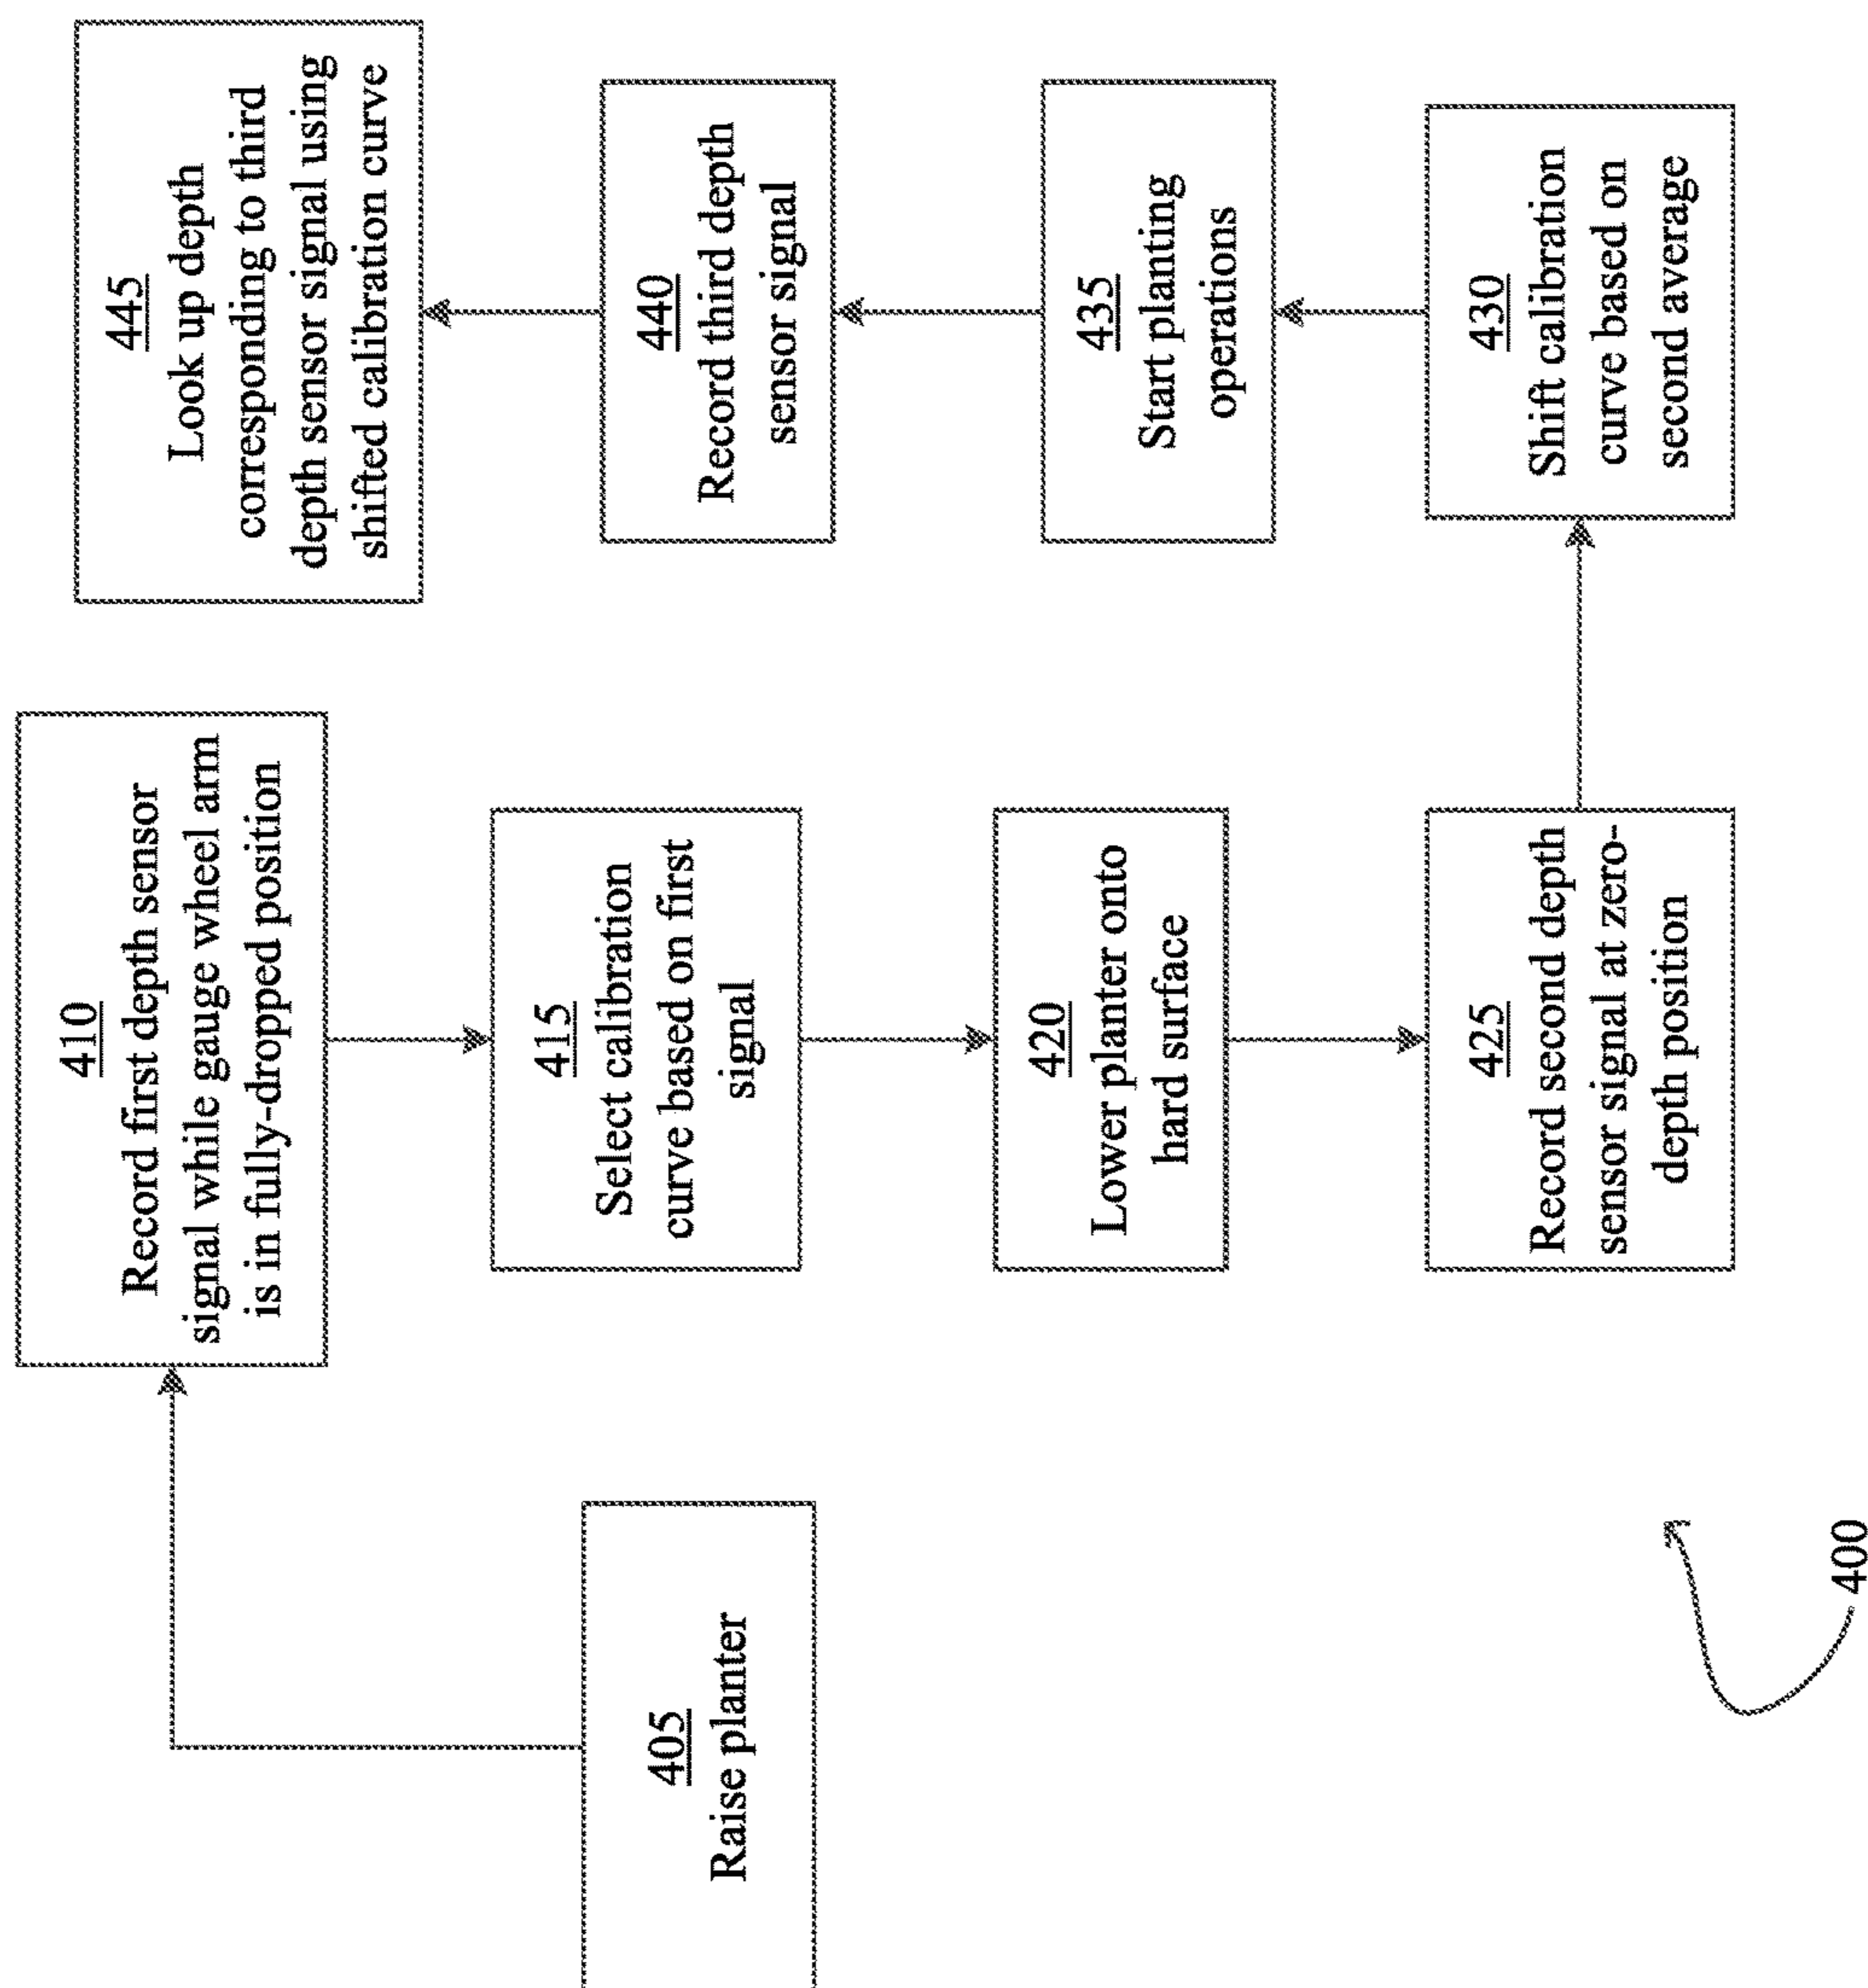 405
Raise planter
410
Record first depth sensor
signal while gauge wheel arm
is in fully-dropped position
415
Select calibration
curve based on first
signal
420
Lower planter onto
hard surface
425
Record second depth
sensor signal at zero-
depth position
430
Shift calibration
curve based on
second average
435
Start planting
operations
440
Record third depth
sensor signal
445
Look up depth
corresponding to third
depth sensor signal using
shifted calibration curve
400